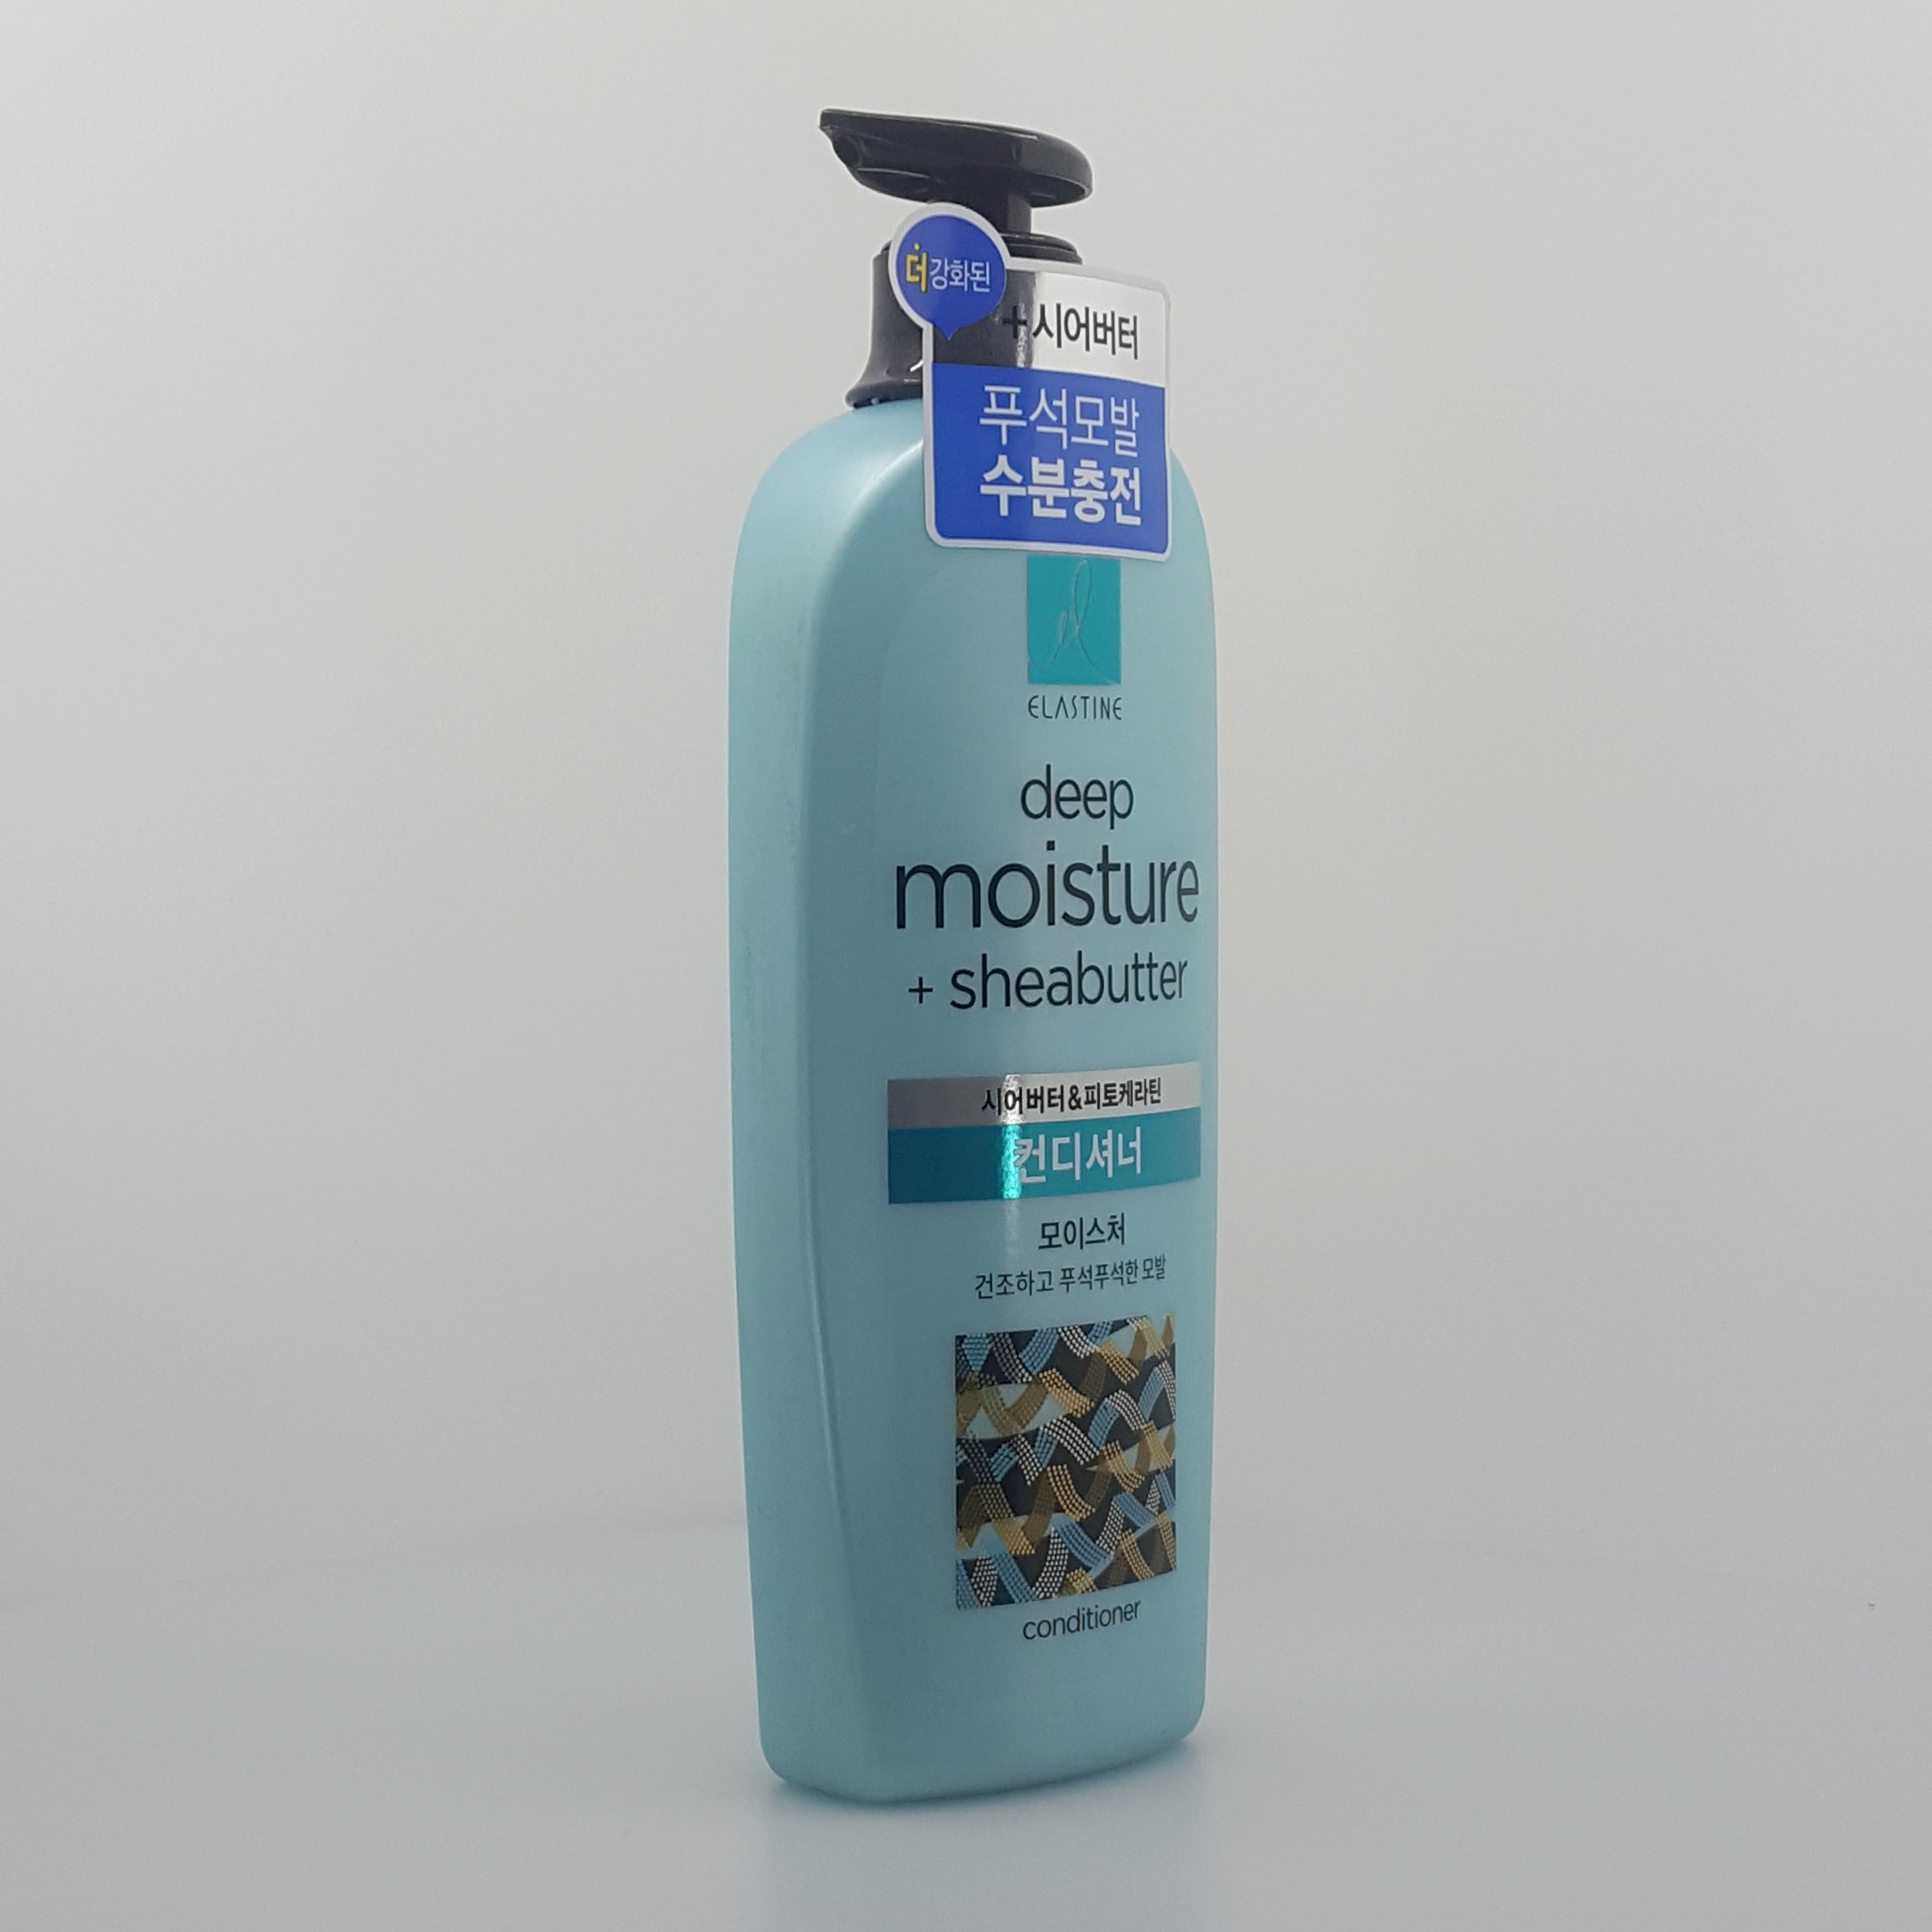 더강화된
+시어버터
푸석모발
수분충전
el
ELASTINE
deep
moisture
+ sheabutter
시어버터&피토케라틴
컨디셔너
모이스처
건조하고 푸석푸석한 모발
conditioner